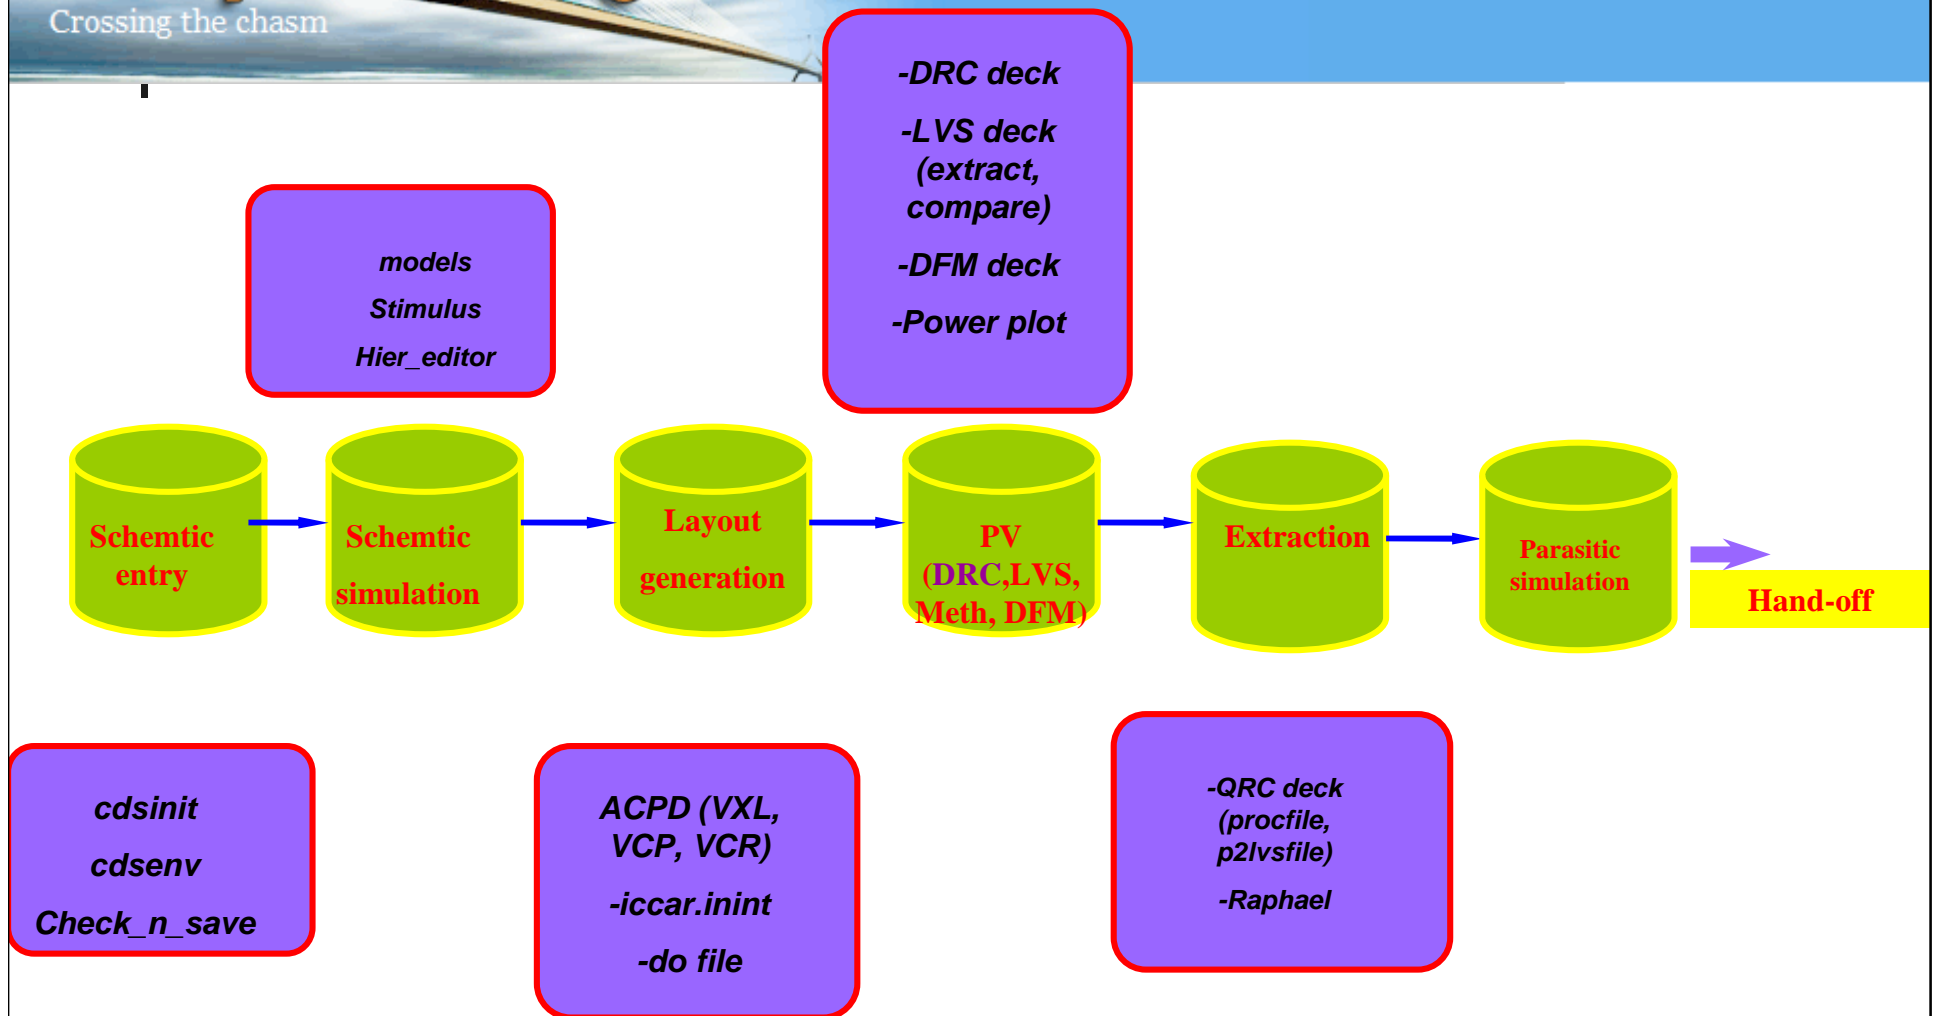 Crossing the chasm
-DRC deck
-LVS deck
(extract,
compare)
-DFM deck
-Power plot
models
Stimulus
Hier_editor
Schemtic
entry
Schemtic
simulation
Layout
generation
PV
(DRC,LVS,
Meth, DFM)
Extraction
Parasitic
simulation
Hand-off
cdsinit
cdsenv
Check_n_save
ACPD (VXL,
VCP, VCR)
-iccar.inint
-do file
-QRC deck
(procfile,
p2lvsfile)
-Raphael